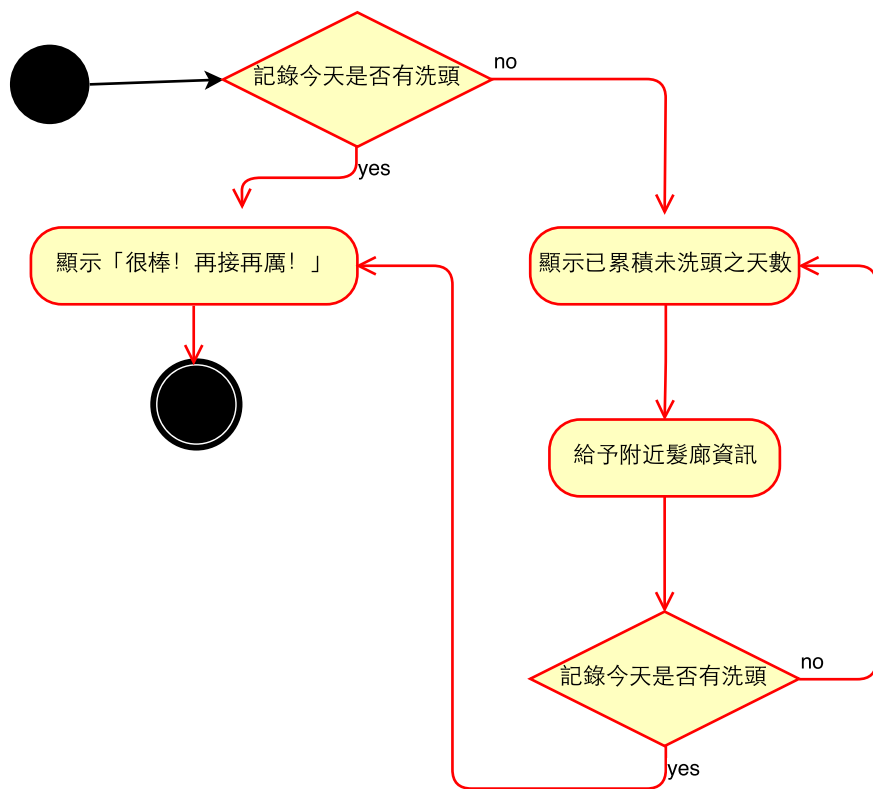 記錄今天是否有洗頭
no
yes
顯示「很棒！再接再厲！」
顯示已累積未洗頭之天數
給予附近髮廊資訊
記錄今天是否有洗頭
no
yes